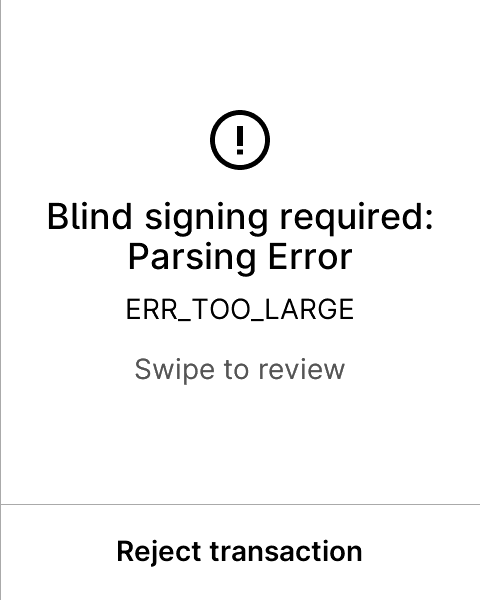 Blind signing required:
Parsing Error
ERR_TOO_LARGE
Swipe to review
Reject transaction